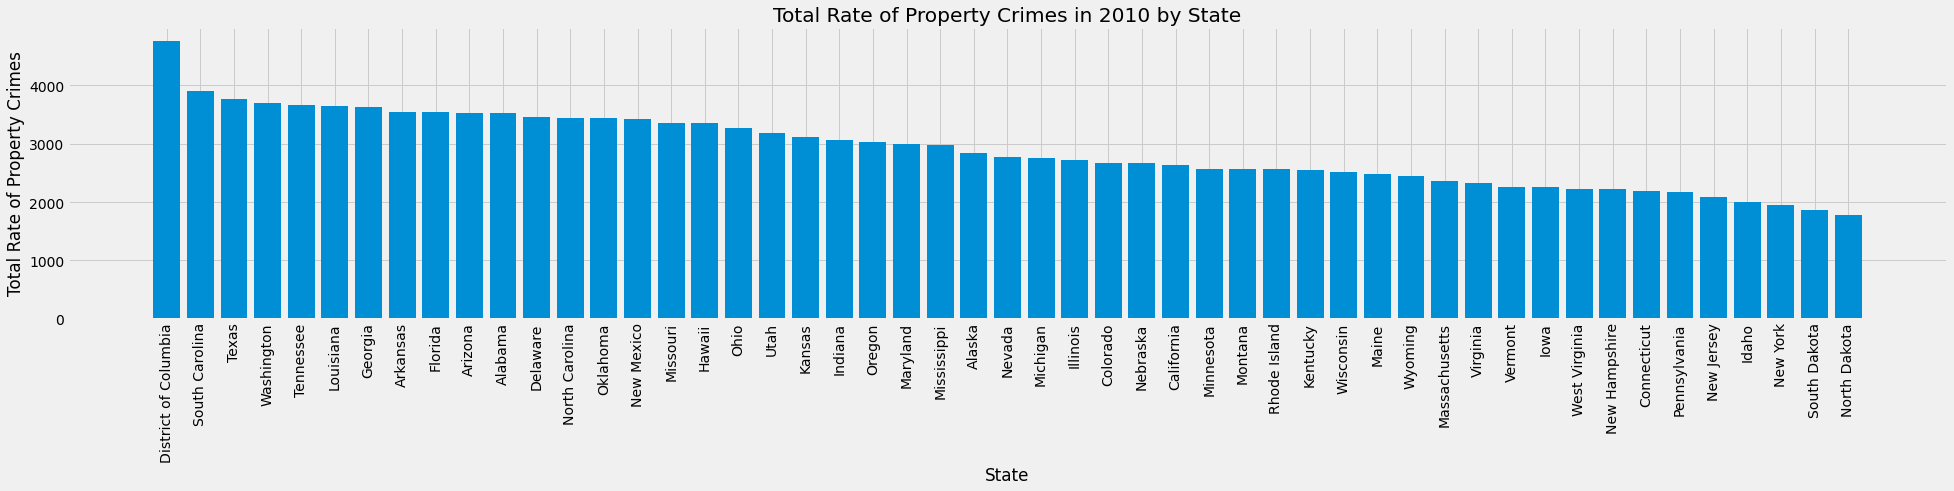 Total Rate of Property Crimes in 2010 by State
Total Rate of Property Crimes
4000
3000
2000
1000
0
District of Columbia
South Carolina
Texas
Washington
Tennessee
Louisiana
Georgia
Arkansas
Florida
Arizona
Alabama
Delaware
North Carolina
Oklahoma
New Mexico
Missouri
Hawaii
Ohio
Utah
Kansas
Indiana
Oregon
Maryland
Mississippi
Alaska
Nevada
Michigan
Illinois
Colorado
Nebraska
California
Minnesota
Montana
Rhode Island
Kentucky
Wisconsin
Maine
Wyoming
Massachusetts
Virginia
Vermont
Iowa
West Virginia
New Hampshire
Connecticut
Pennsylvania
New Jersey
Idaho
New York
South Dakota
North Dakota
State